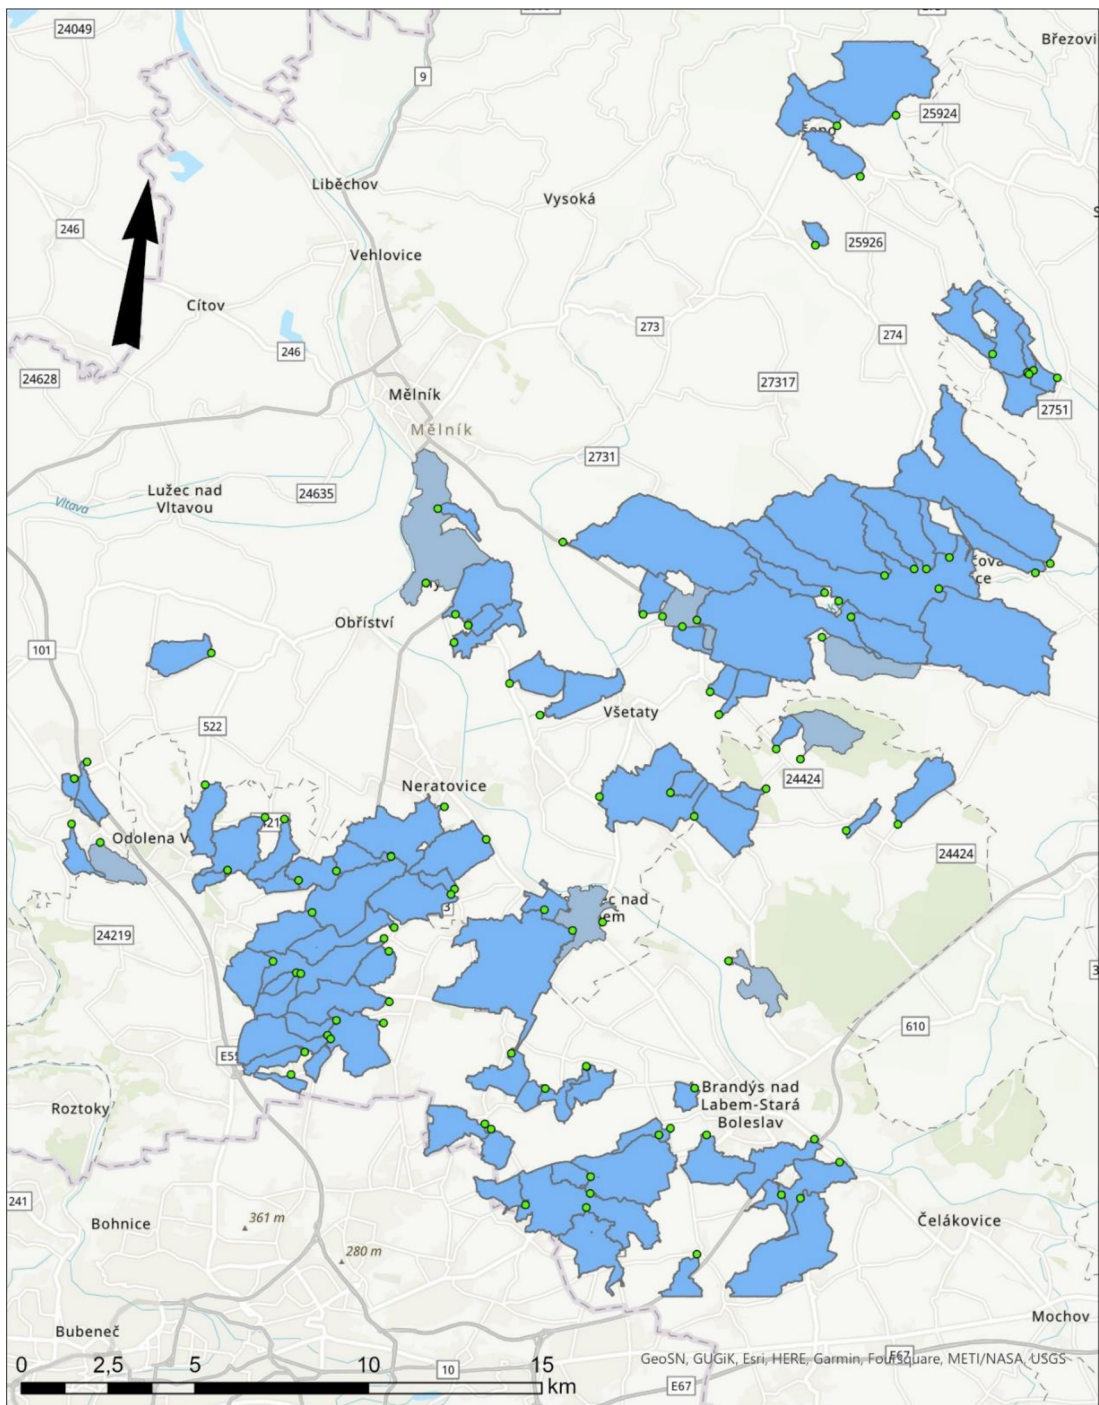 24049
Březovi
9
25924
Liběchov
Vysoká
246
25926
Vehlovice
Cítov
273
274
246
24628
27317
Mělník
2751
Mělník
2731
Lužec nad
Vltavou
24635
Vltava
Obříství
101
Všetaty
522
24424
Neratovice
Odolena V
24424
24219
610
Brandýs nad
Labem-Stará
Boleslav
Roztoky
241
Bohnice
361 m
Čelákovice
280 m
Mochov
Bubeneč
0 2,5 5 10 15
km
10
E67
E67
GeoSN, GUGiK, Esri, HERE, Garmin, Foursquare, METI/NASA, USGS